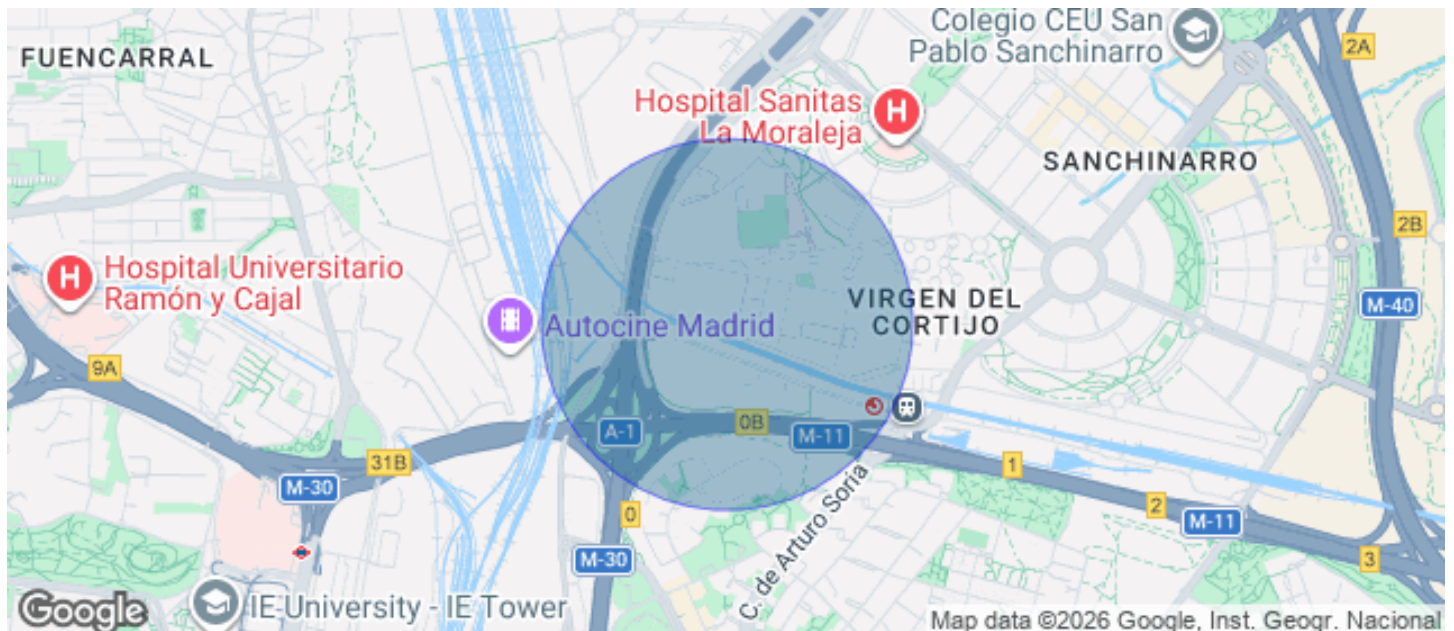 Colegio CEU San
Pablo Sanchinarro
2A
FUENCARRAL
Hospital Sanitas
La Moraleja
SANCHINARRO
2B
Hospital Universitario
Ramón y Cajal
VIRGEN DEL
CORTIJO
M-40
Autocine Madrid
9A
0B
A-1
M-11
31B
1
M-30
2
0
M-11
M-30
3
C. de Arturo Soria
IE University - IE Tower
Google
Map data ©2026 Google, Inst. Geogr. Nacional